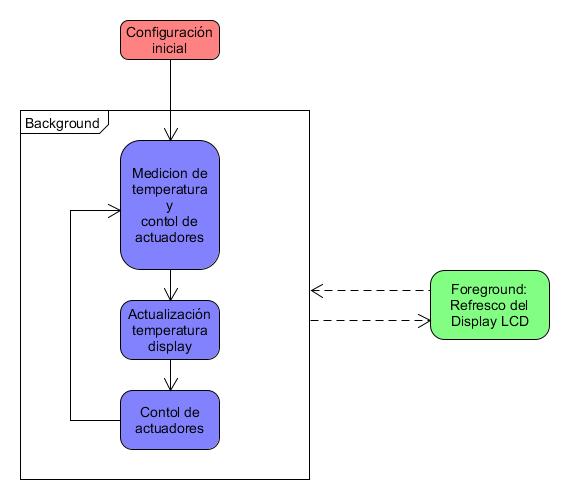 Configuración
inicial
Background
Medicion de
temperatura
y
contol de
actuadores
Actualización
temperatura
display
Contol de
actuadores
Foreground:
Refresco del
Display LCD